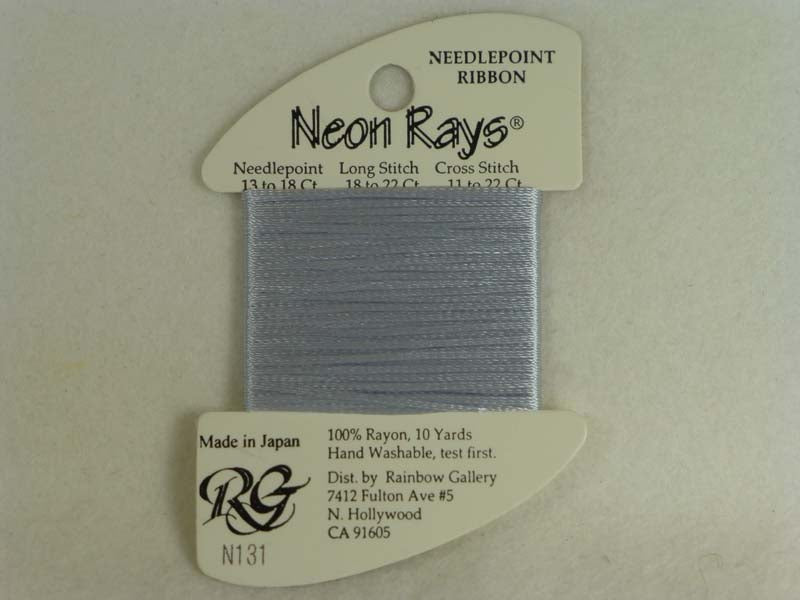 NEEDLEPOINT
RIBBON
Neon Rays®
Needlepoint Long Stitch Cross Stitch
13 to 18 Ct. 18 to 22 Ct. 11 to 22 Ct.
Made in Japan
RG
N131
100% Rayon, 10 Yards
Hand Washable, test first.
Dist. by Rainbow Gallery
7412 Fulton Ave #5
N. Hollywood
CA 91605